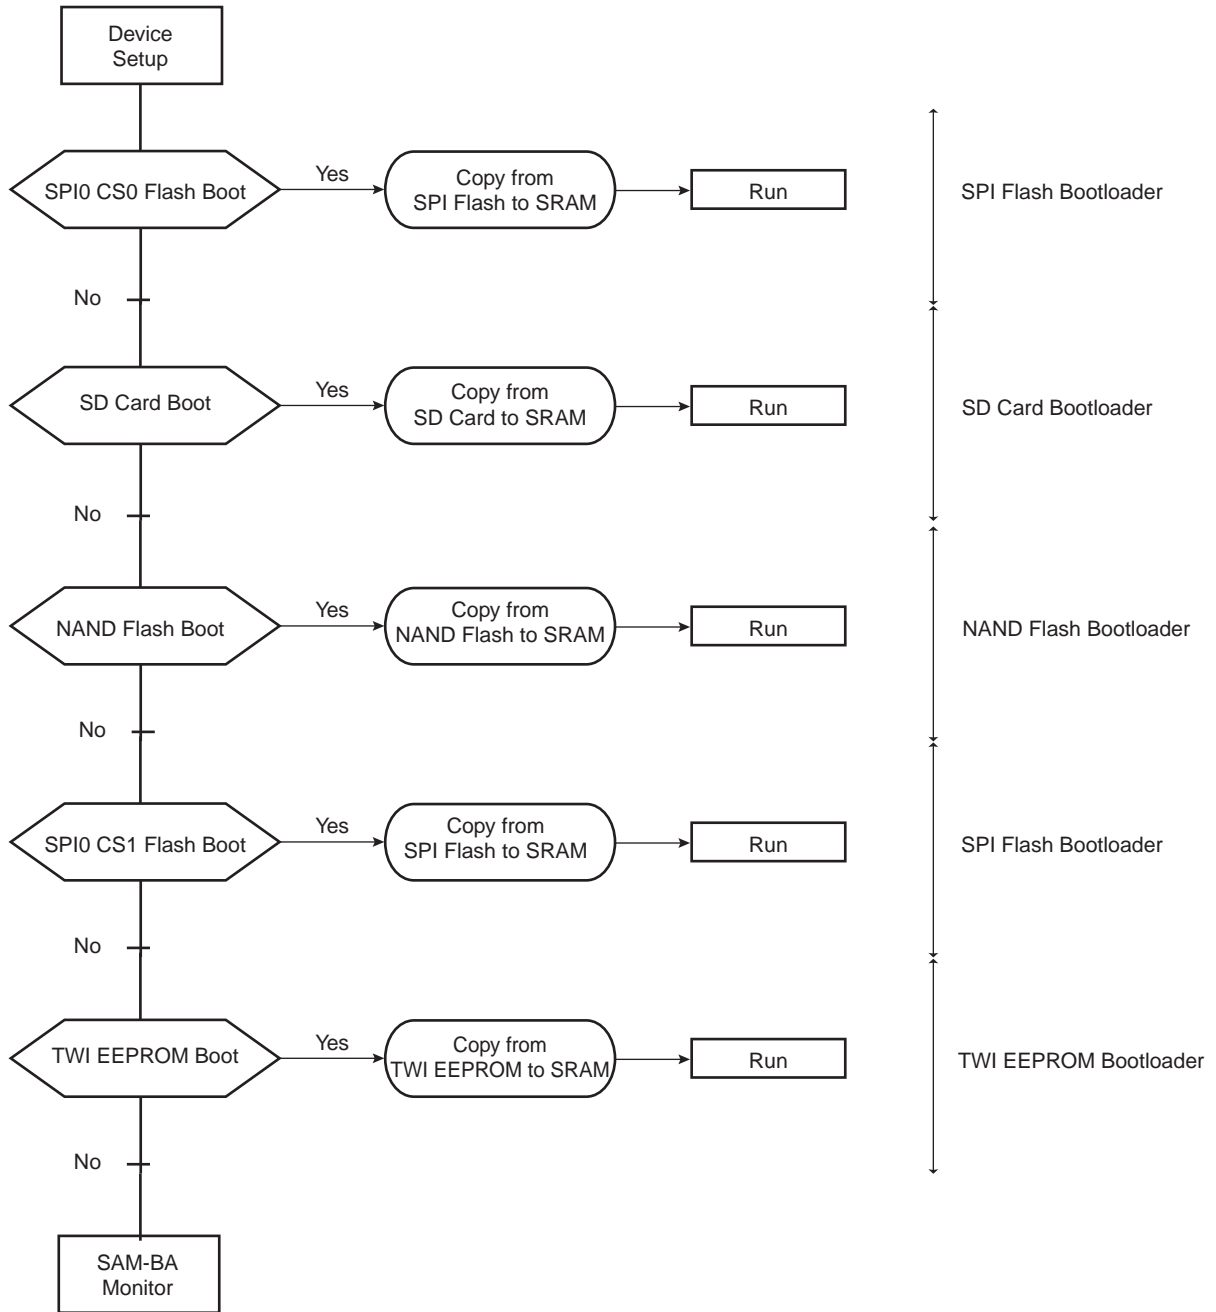 Device
Setup
SPI0 CS0 Flash Boot
Yes
Copy from
SPI Flash to SRAM
Run
SPI Flash Bootloader
No
SD Card Boot
Yes
Copy from
SD Card to SRAM
Run
SD Card Bootloader
No
NAND Flash Boot
Yes
Copy from
NAND Flash to SRAM
Run
NAND Flash Bootloader
No
SPI0 CS1 Flash Boot
Yes
Copy from
SPI Flash to SRAM
Run
SPI Flash Bootloader
No
TWI EEPROM Boot
Yes
Copy from
TWI EEPROM to SRAM
Run
TWI EEPROM Bootloader
No
SAM-BA
Monitor